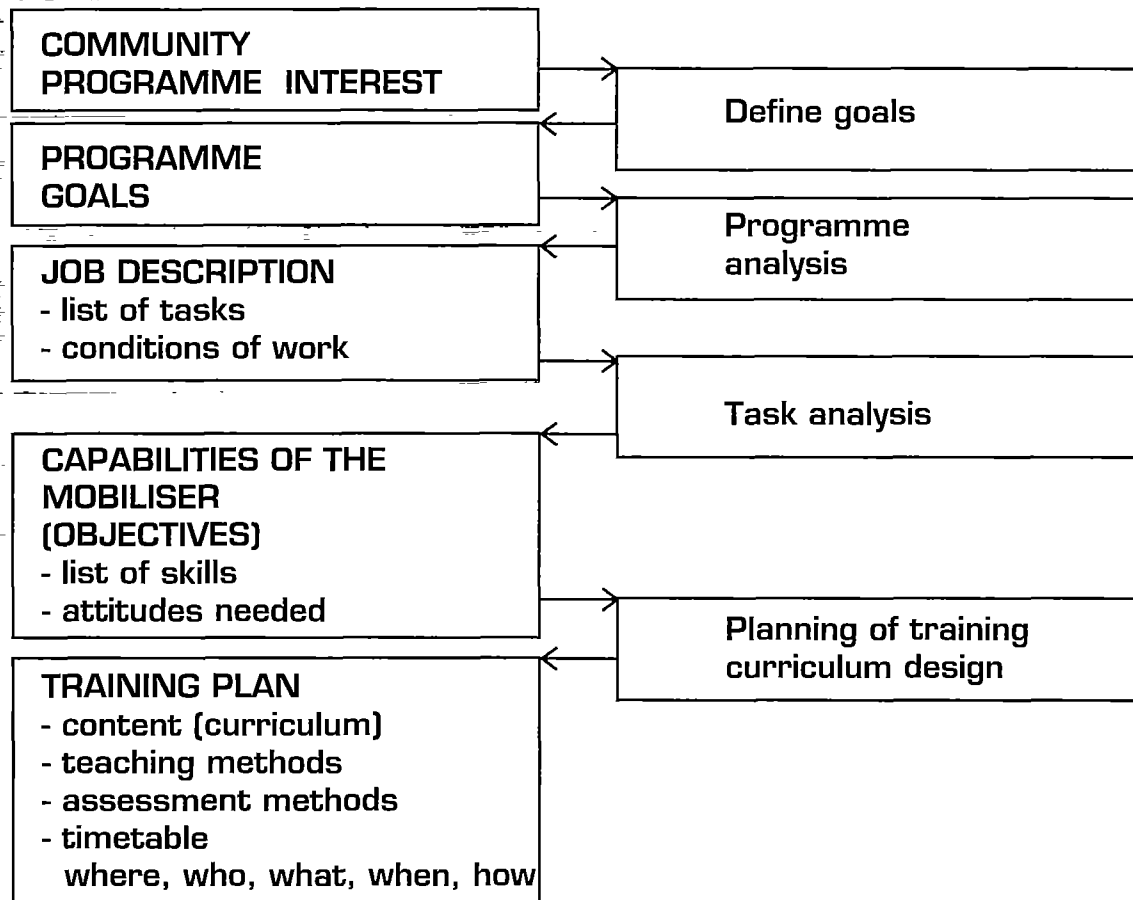 COMMUNITY
PROGRAMME INTEREST
Define goals
PROGRAMME
GOALS
Programme
analysis
JOB DESCRIPTION
- list of tasks
- conditions of work
Task analysis
CAPABILITIES OF THE
MOBILISER
(OBJECTIVES)
- list of skills
- attitudes needed
Planning of training
curriculum design
TRAINING PLAN
- content (curriculum)
- teaching methods
- assessment methods
- timetable
where, who, what, when, how